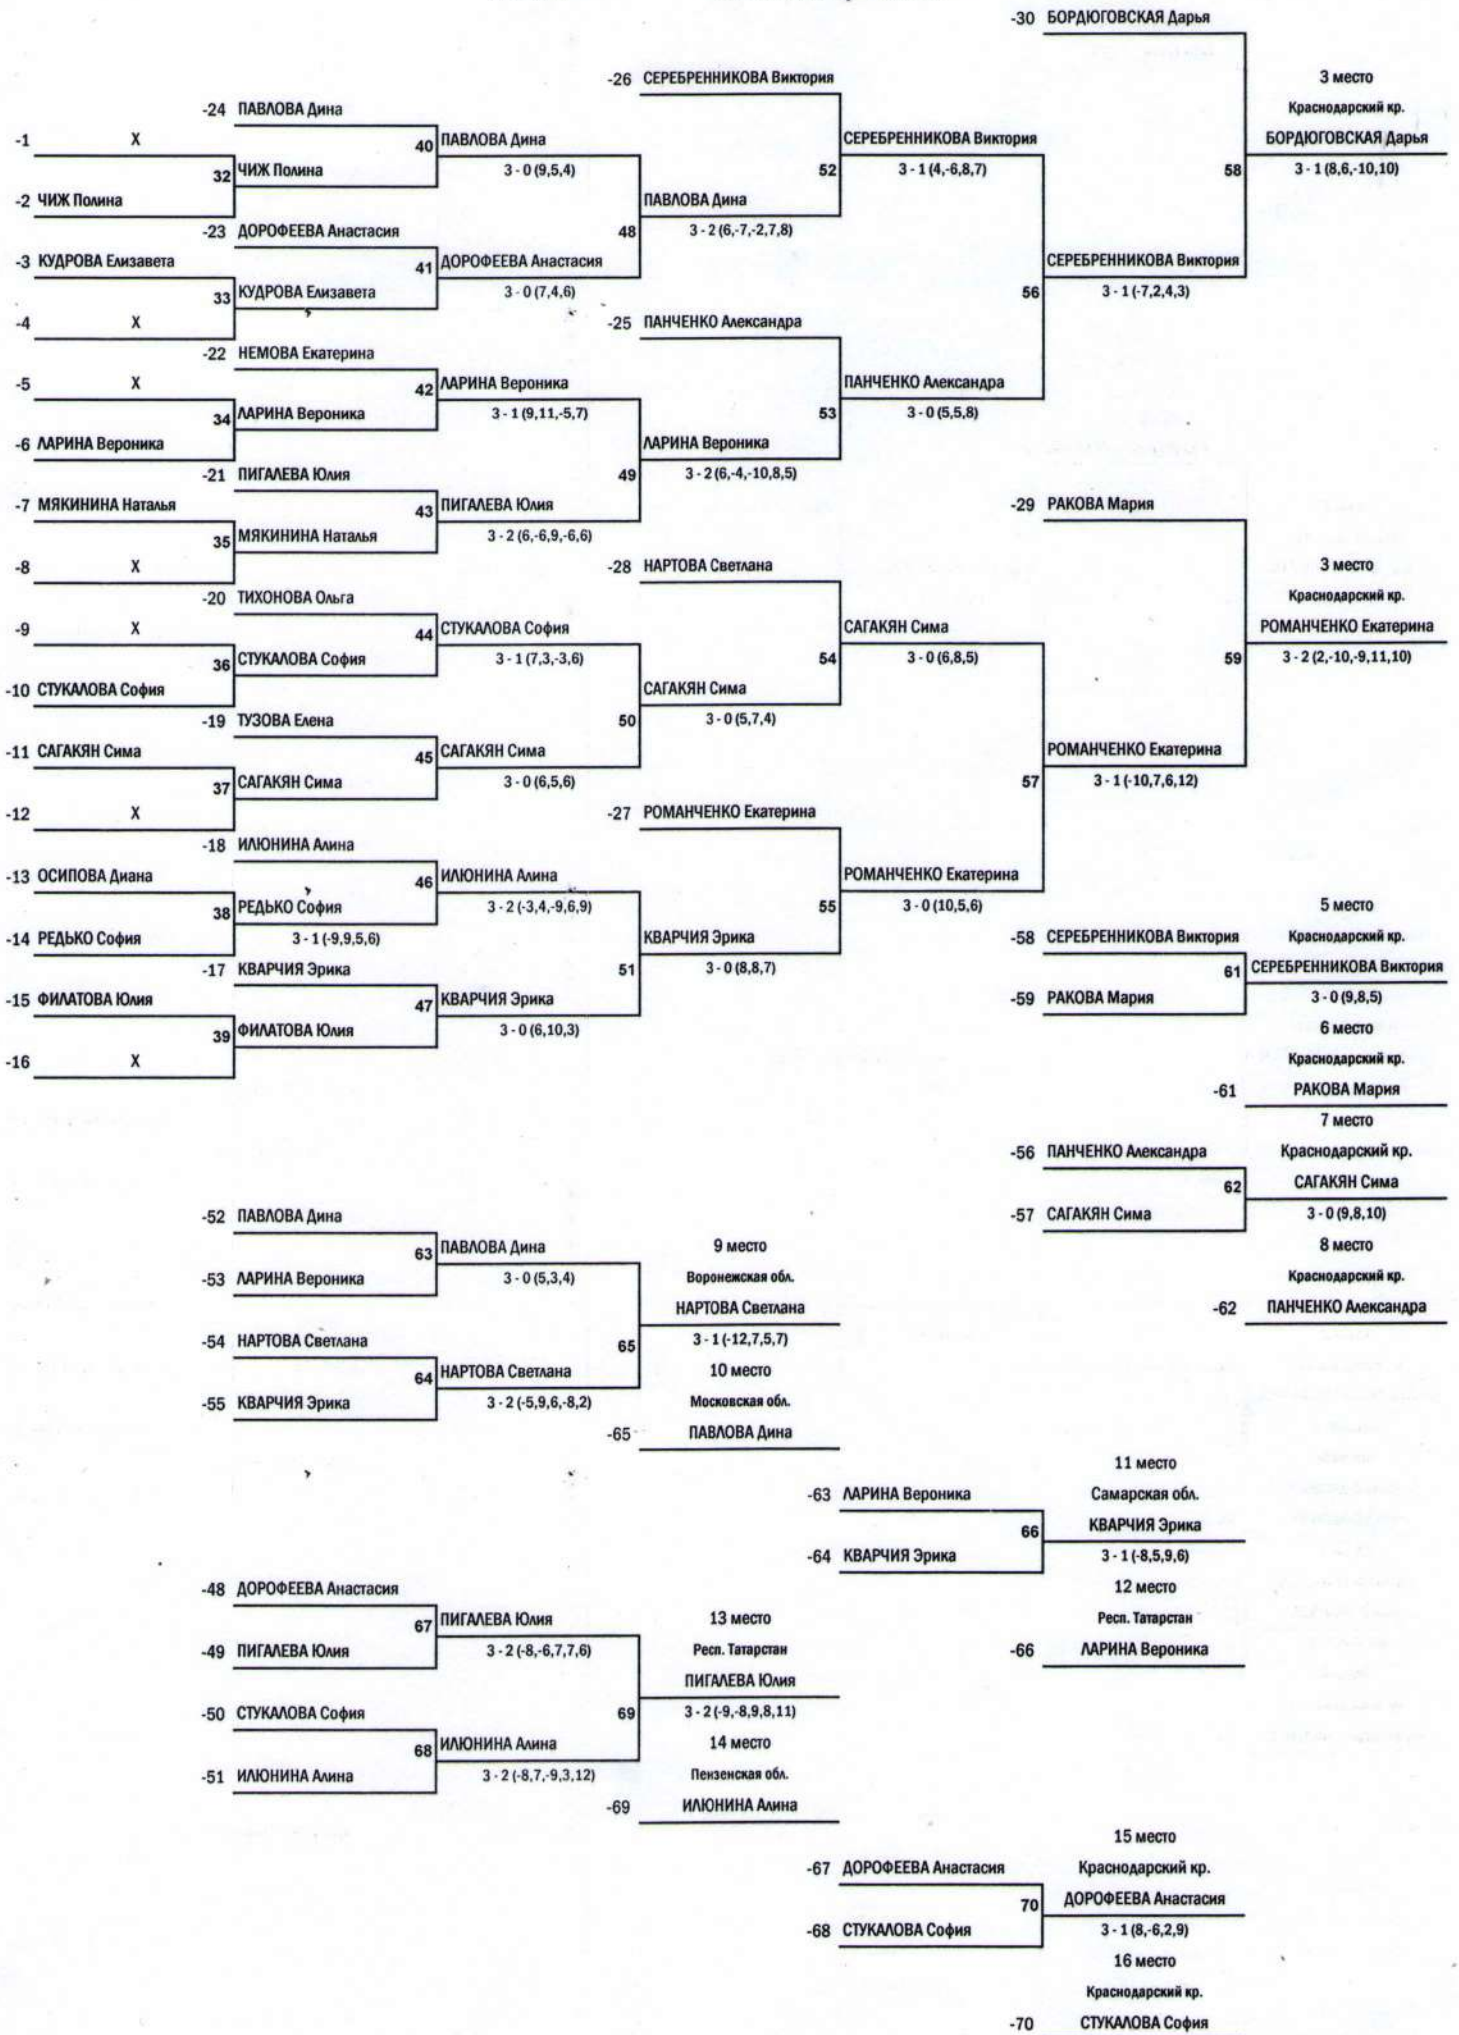 -30 БОРДЮГОВСКАЯ Дарья
-26 СЕРЕБРЕННИКОВА Виктория
3 место
-24 ПАВЛОВА Дина
Краснодарский кр.
-1 X
40 ПАВЛОВА Дина
СЕРЕБРЕННИКОВА Виктория
БОРДЮГОВСКАЯ Дарья
32 ЧИЖ Полина
3 - 0 (9,5,4)
52
3 - 1 (4,-6,8,7)
58
3 - 1 (8,6,-10,10)
-2 ЧИЖ Полина
ПАВЛОВА Дина
-23 ДОРОФЕЕВА Анастасия
48
3 - 2 (6,-7,-2,7,8)
-3 КУДРОВА Елизавета
41 ДОРОФЕЕВА Анастасия
СЕРЕБРЕННИКОВА Виктория
33 КУДРОВА Елизавета
3 - 0 (7,4,6)
56
3 - 1 (-7,2,4,3)
-4 X
-25 ПАНЧЕНКО Александра
-22 НЕМОВА Екатерина
-5 X
42 ЛАРИНА Вероника
ПАНЧЕНКО Александра
34 ЛАРИНА Вероника
3 - 1 (9,11,-5,7)
53
3 - 0 (5,5,8)
-6 ЛАРИНА Вероника
ЛАРИНА Вероника
-21 ПИГАЛЕВА Юлия
49
3 - 2 (6,-4,-10,8,5)
-7 МЯКИНИНА Наталья
43 ПИГАЛЕВА Юлия
-29 РАКОВА Мария
35 МЯКИНИНА Наталья
3 - 2 (6,-6,9,-6,6)
-8 X
-28 НАРТОВА Светлана
3 место
-20 ТИХОНОВА Ольга
Краснодарский кр.
-9 X
44 СТУКАЛОВА София
САГАКЯН Сима
РОМАНЧЕНКО Екатерина
36 СТУКАЛОВА София
3 - 1 (7,3,-3,6)
54
3 - 0 (6,8,5)
59
3 - 2 (2,-10,-9,11,10)
-10 СТУКАЛОВА София
САГАКЯН Сима
-19 ТУЗОВА Елена
50
3 - 0 (5,7,4)
-11 САГАКЯН Сима
45 САГАКЯН Сима
РОМАНЧЕНКО Екатерина
37 САГАКЯН Сима
3 - 0 (6,5,6)
57
3 - 1 (-10,7,6,12)
-12 X
-27 РОМАНЧЕНКО Екатерина
-18 ИЛЮНИНА Алина
-13 ОСИПОВА Диана
46 ИЛЮНИНА Алина
РОМАНЧЕНКО Екатерина
38 РЕДЬКО София
3 - 2 (-3,4,-9,6,9)
55
3 - 0 (10,5,6)
5 место
-14 РЕДЬКО София
3 - 1 (-9,9,5,6)
КВАРЧИЯ Эрика
-58 СЕРЕБРЕННИКОВА Виктория
Краснодарский кр.
-17 КВАРЧИЯ Эрика
51
3 - 0 (8,8,7)
61 СЕРЕБРЕННИКОВА Виктория
-15 ФИЛАТОВА Юлия
47 КВАРЧИЯ Эрика
-59 РАКОВА Мария
3 - 0 (9,8,5)
39 ФИЛАТОВА Юлия
3 - 0 (6,10,3)
6 место
-16 X
Краснодарский кр.
-61 РАКОВА Мария
7 место
-56 ПАНЧЕНКО Александра
Краснодарский кр.
62 САГАКЯН Сима
-52 ПАВЛОВА Дина
-57 САГАКЯН Сима
3 - 0 (9,8,10)
63 ПАВЛОВА Дина
9 место
8 место
-53 ЛАРИНА Вероника
3 - 0 (5,3,4)
Воронежская обл.
Краснодарский кр.
НАРТОВА Светлана
-62 ПАНЧЕНКО Александра
-54 НАРТОВА Светлана
65
3 - 1 (-12,7,5,7)
64 НАРТОВА Светлана
10 место
-55 КВАРЧИЯ Эрика
3 - 2 (-5,9,6,-8,2)
Московская обл.
-65 ПАВЛОВА Дина
11 место
-63 ЛАРИНА Вероника
Самарская обл.
66 КВАРЧИЯ Эрика
-64 КВАРЧИЯ Эрика
3 - 1 (-8,5,9,6)
-48 ДОРОФЕЕВА Анастасия
12 место
67 ПИГАЛЕВА Юлия
13 место
Респ. Татарстан
-49 ПИГАЛЕВА Юлия
3 - 2 (-8,-6,7,7,6)
Респ. Татарстан
-66 ЛАРИНА Вероника
ПИГАЛЕВА Юлия
-50 СТУКАЛОВА София
69
3 - 2 (-9,-8,9,8,11)
68 ИЛЮНИНА Алина
14 место
-51 ИЛЮНИНА Алина
3 - 2 (-8,7,-9,3,12)
Пензенская обл.
-69 ИЛЮНИНА Алина
15 место
-67 ДОРОФЕЕВА Анастасия
Краснодарский кр.
70 ДОРОФЕЕВА Анастасия
-68 СТУКАЛОВА София
3 - 1 (8,-6,2,9)
16 место
Краснодарский кр.
-70 СТУКАЛОВА София